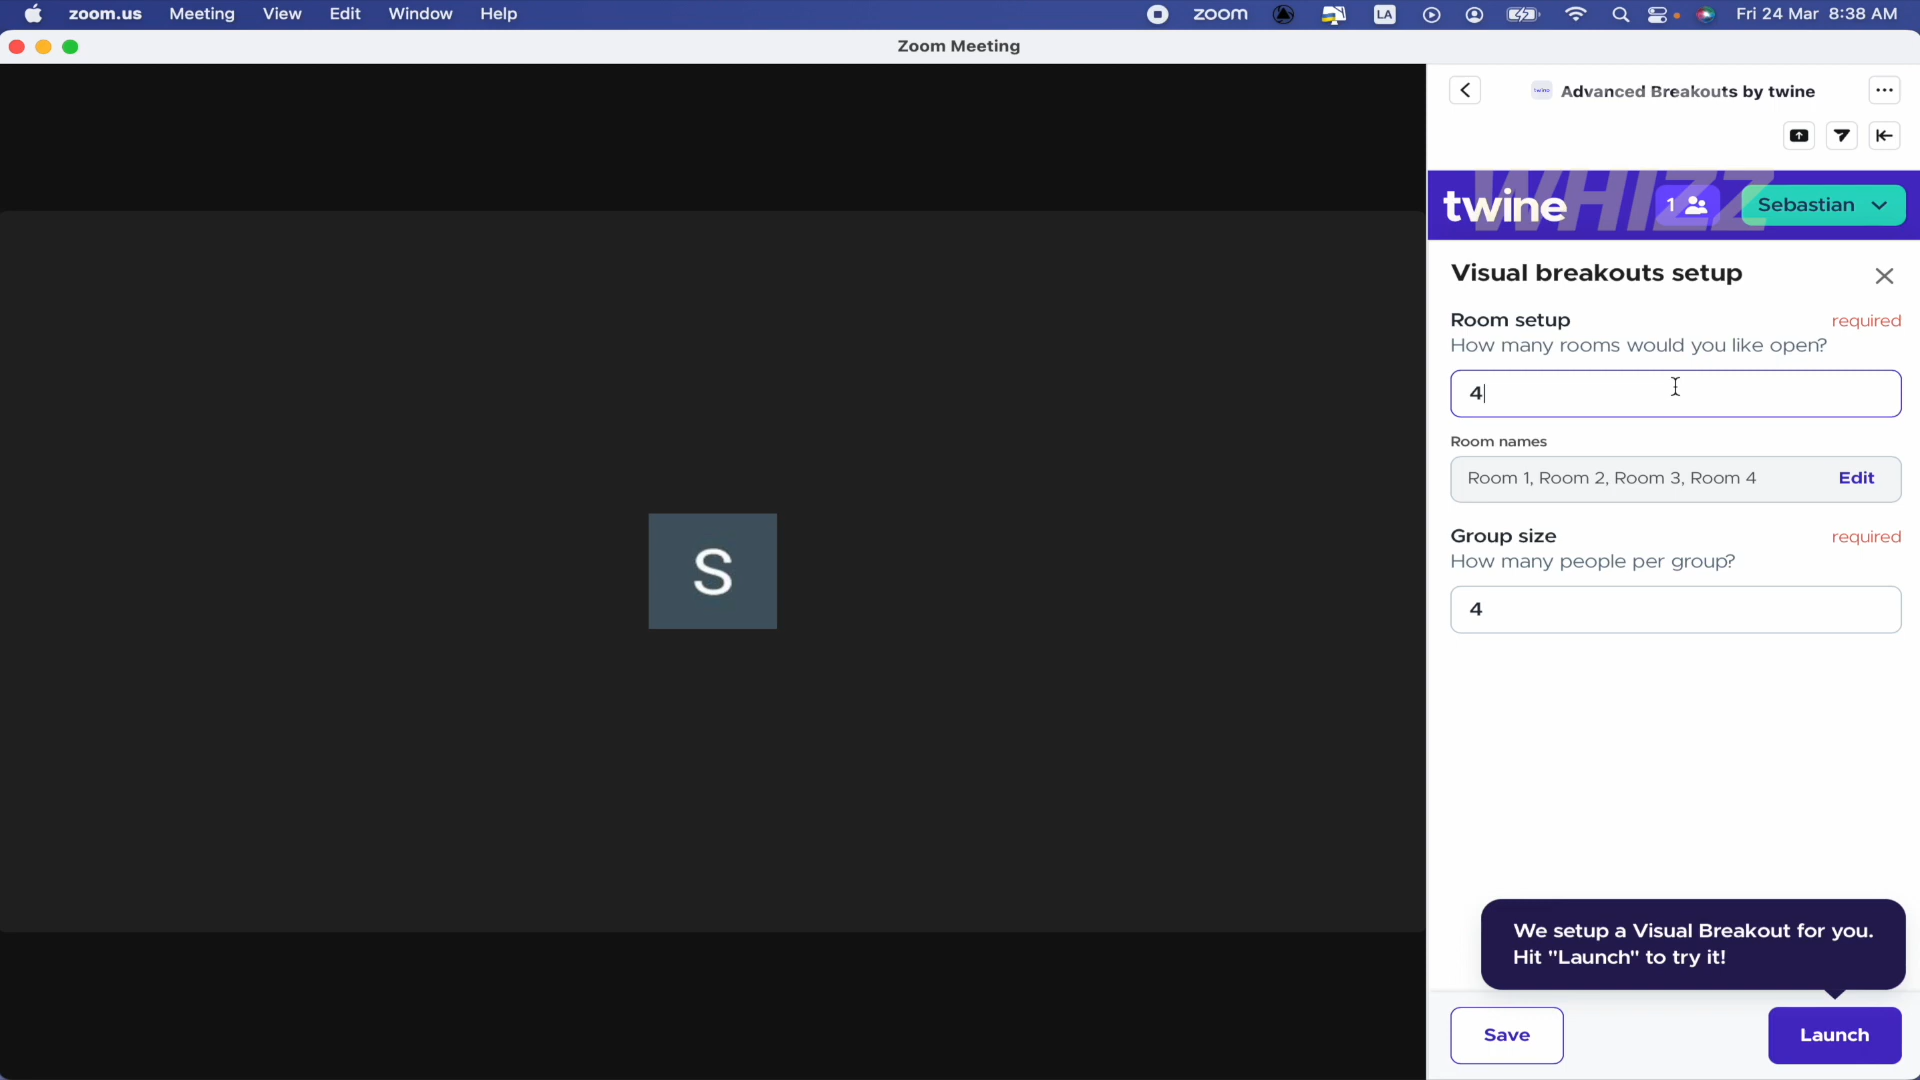 zoom.us Meeting View Edit Window Help zoom LA Fri 24 Mar 8:38 AM
Zoom Meeting
twine Advanced Breakouts by twine
WHIZZ
twine 1 Sebastian
Visual breakouts setup
Room setup required
How many rooms would you like open?
4
Room names
Room 1, Room 2, Room 3, Room 4 Edit
Group size required
How many people per group?
4
S
We setup a Visual Breakout for you.
Hit "Launch" to try it!
Save Launch